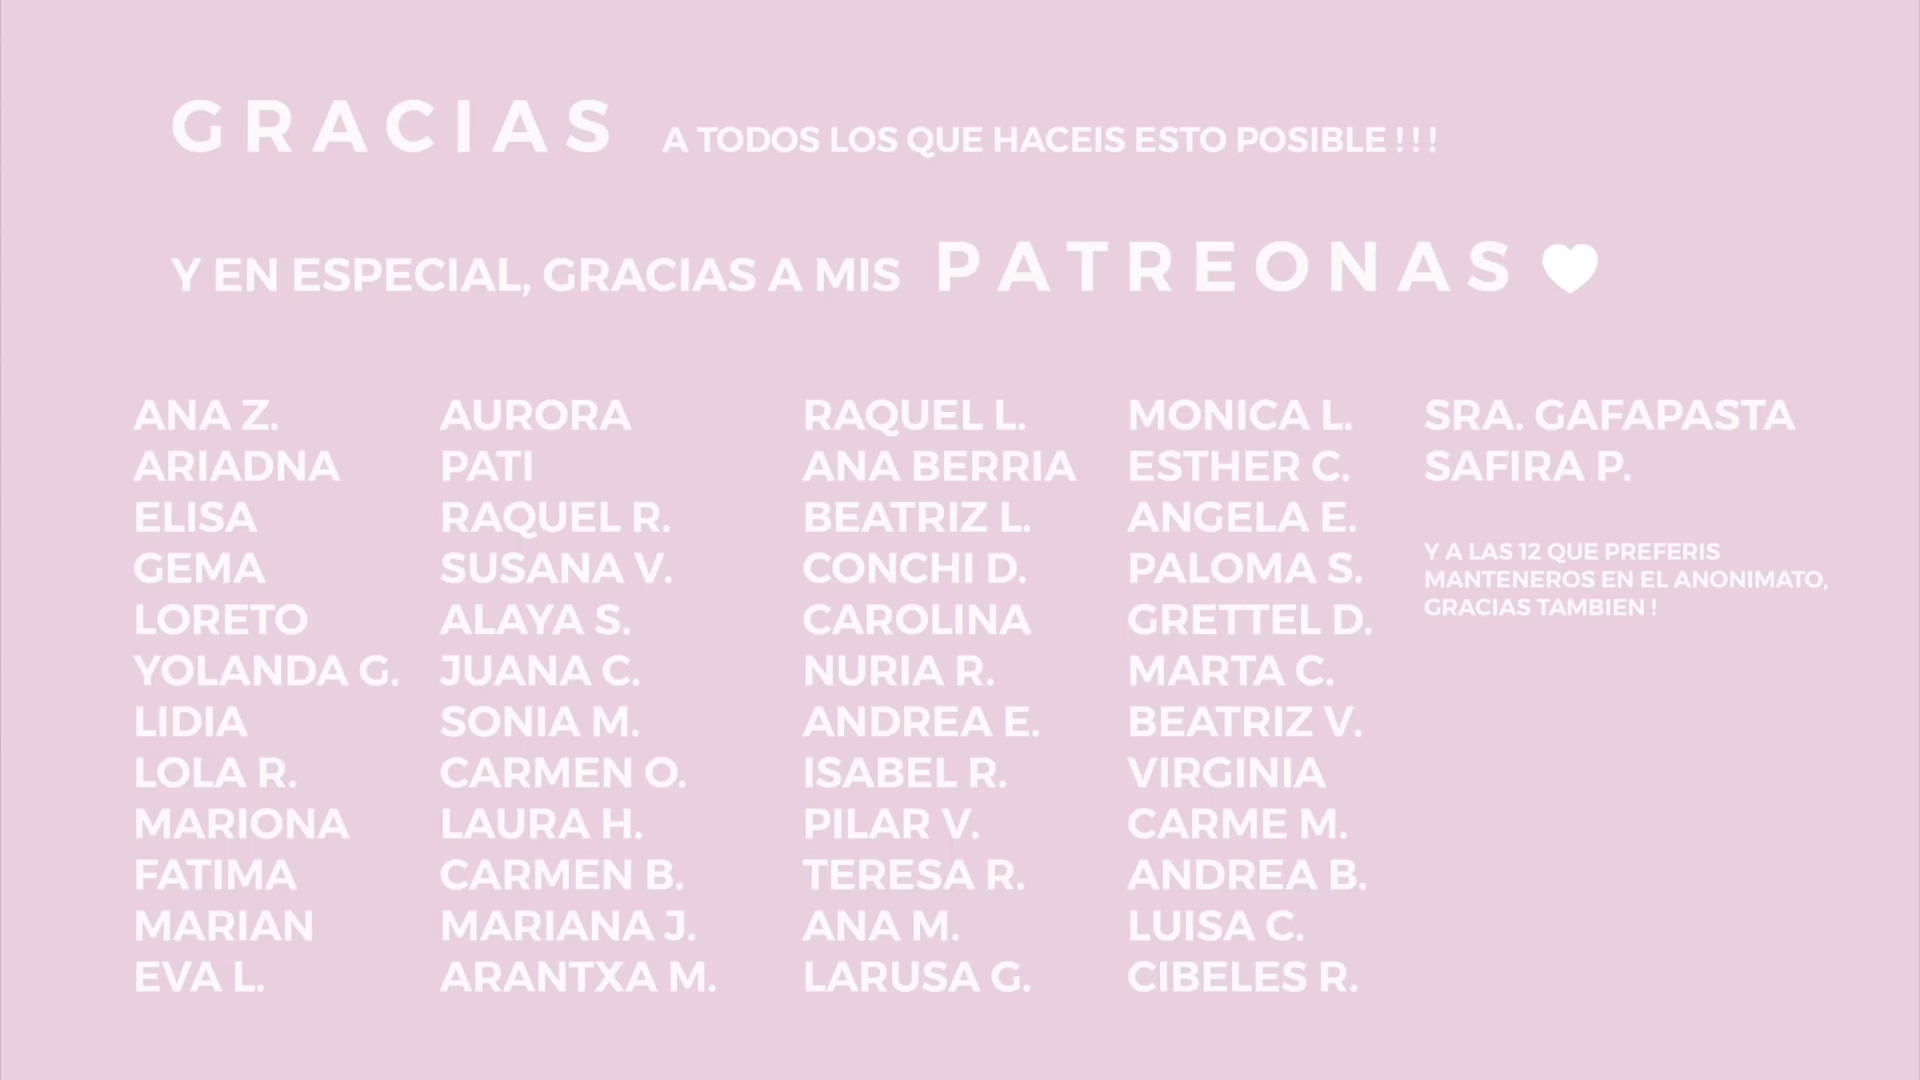 GRACIAS A TODOS LOS QUE HACEIS ESTO POSIBLE ! ! !
Y EN ESPECIAL, GRACIAS A MIS PATREONAS
ANA Z.
ARIADNA
ELISA
GEMA
LORETO
YOLANDA G.
LIDIA
LOLA R.
MARIONA
FATIMA
MARIAN
EVA L.
AURORA
PATI
RAQUEL R.
SUSANA V.
ALAYA S.
JUANA C.
SONIA M.
CARMEN O.
LAURA H.
CARMEN B.
MARIANA J.
ARANTXA M.
RAQUEL L.
ANA BERRIA
BEATRIZ L.
CONCHI D.
CAROLINA
NURIA R.
ANDREA E.
ISABEL R.
PILAR V.
TERESA R.
ANA M.
LARUSA G.
MONICA L.
ESTHER C.
ANGELA E.
PALOMA S.
GRETTEL D.
MARTA C.
BEATRIZ V.
VIRGINIA
CARME M.
ANDREA B.
LUISA C.
CIBELES R.
SRA. GAFAPASTA
SAFIRA P.
Y A LAS 12 QUE PREFERIS
MANTENEROS EN EL ANONIMATO,
GRACIAS TAMBIEN !